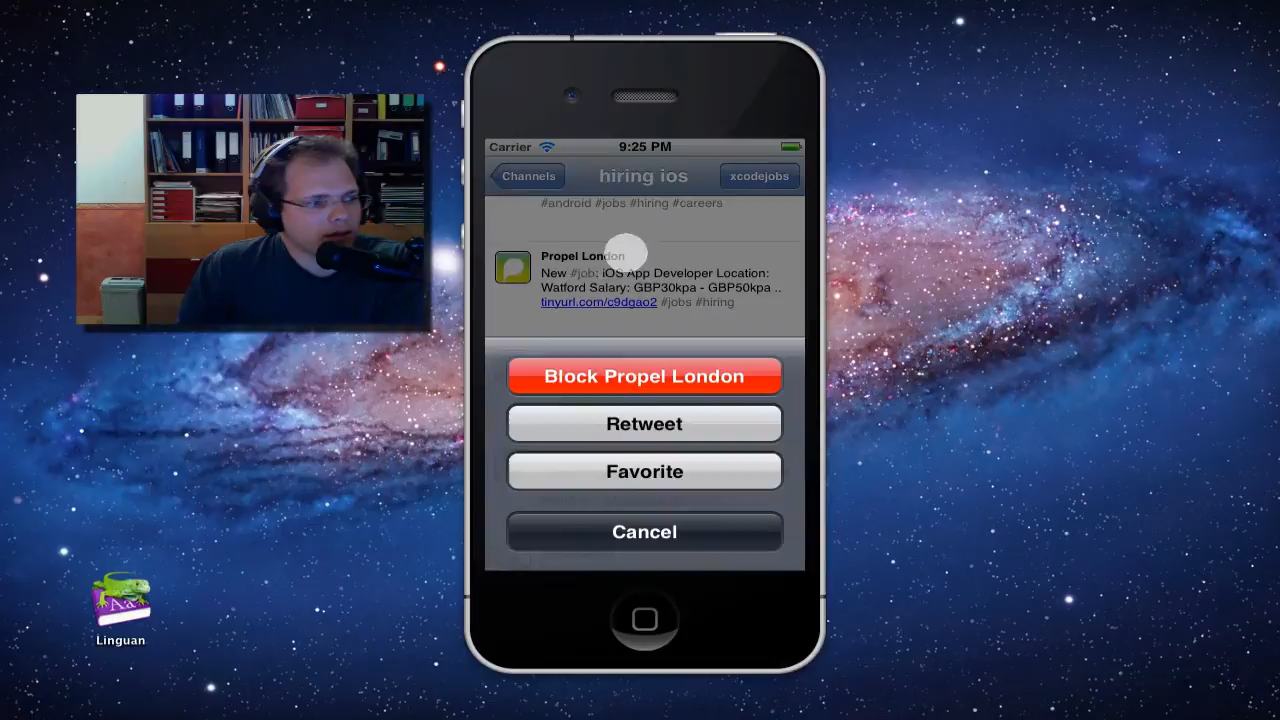 Carrier 9:25 PM
Channels hiring ios xcodejobs
#android #jobs #hiring #careers
Propel London
New #job: iOS App Developer Location:
Watford Salary: GBP30kpa - GBP50kpa ..
tinyurl.com/c9dgao2 #jobs #hiring
Block Propel London
Retweet
Favorite
Cancel
Aa
Linguan